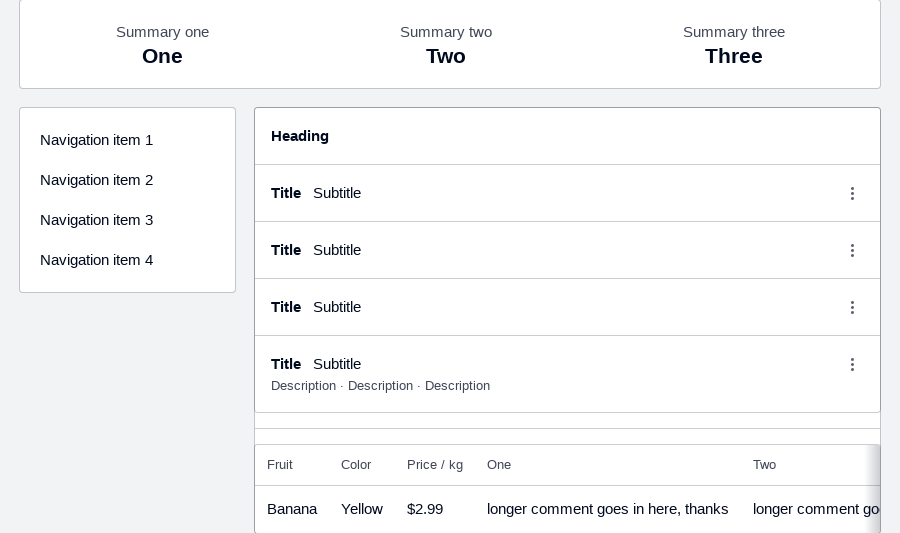 Summary one
One
Summary two
Two
Summary three
Three
Navigation item 1
Navigation item 2
Navigation item 3
Navigation item 4
Heading
Title Subtitle
Title Subtitle
Title Subtitle
Title Subtitle
Description · Description · Description
Fruit Color Price / kg One Two
Banana Yellow $2.99 longer comment goes in here, thanks longer comment go